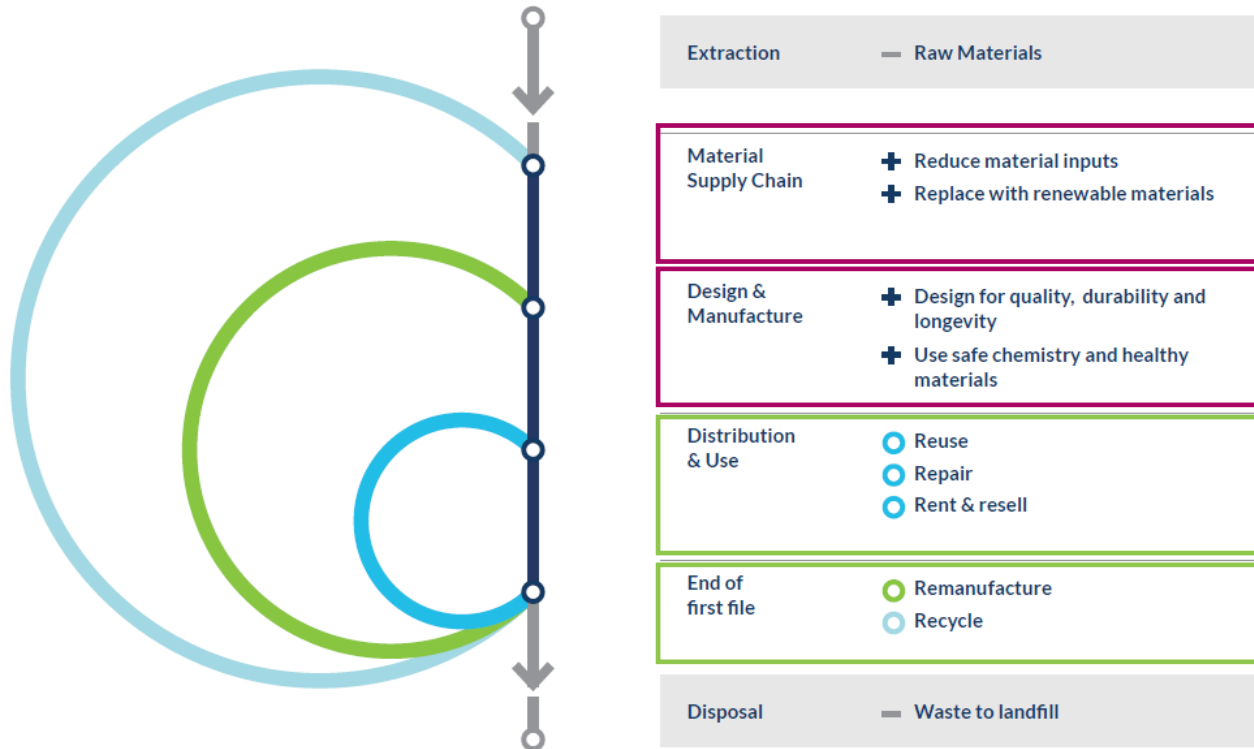 Extraction
Raw Materials
Material
Supply Chain
Reduce material inputs
Replace with renewable materials
Design &
Manufacture
Design for quality, durability and
longevity
Use safe chemistry and healthy
materials
Distribution
& Use
Reuse
Repair
Rent & resell
End of
first file
Remanufacture
Recycle
Disposal
Waste to landfill